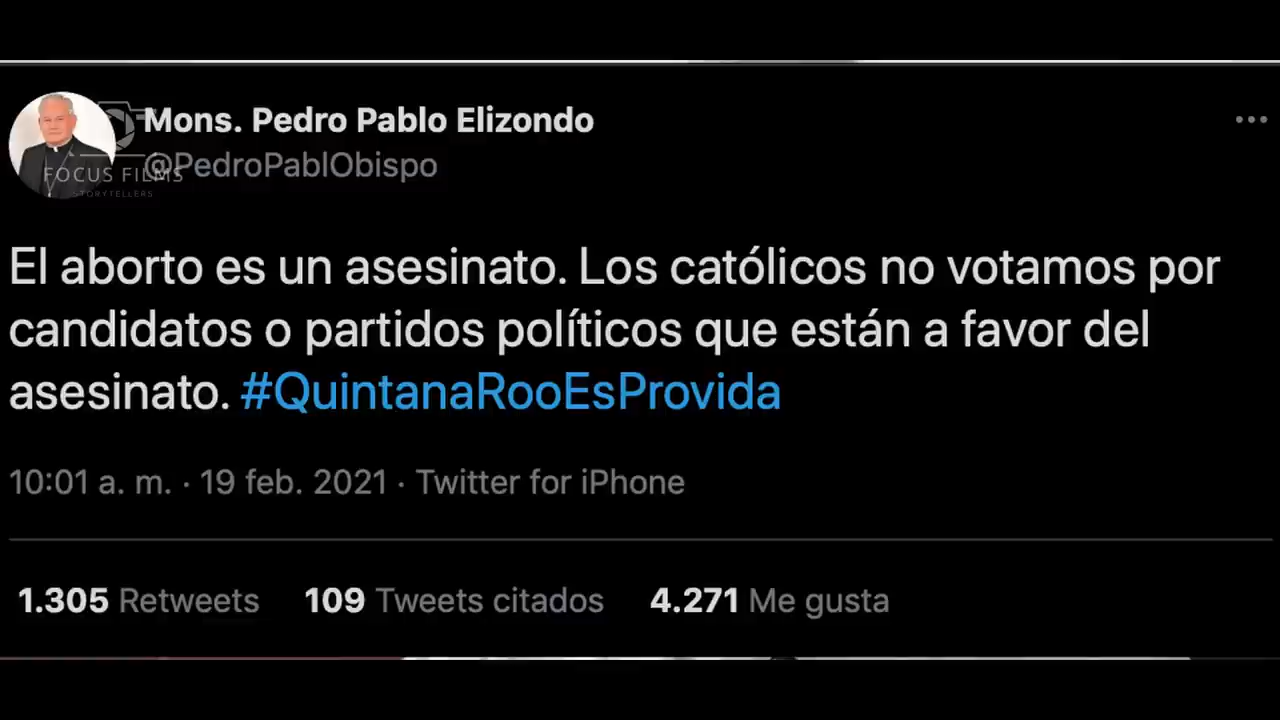 Mons. Pedro Pablo Elizondo
@PedroPablObispo
FOCUS FILMS
STORYTELLERS
El aborto es un asesinato. Los católicos no votamos por
candidatos o partidos políticos que están a favor del
asesinato. #QuintanaRooEsProvida
10:01 a. m. · 19 feb. 2021 · Twitter for iPhone
1.305 Retweets 109 Tweets citados 4.271 Me gusta